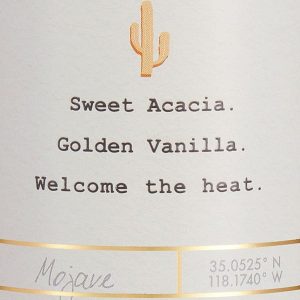 Sweet Acacia.
Golden Vanilla.
Welcome the heat.
Mojave
35.0525° N
118.1740° W